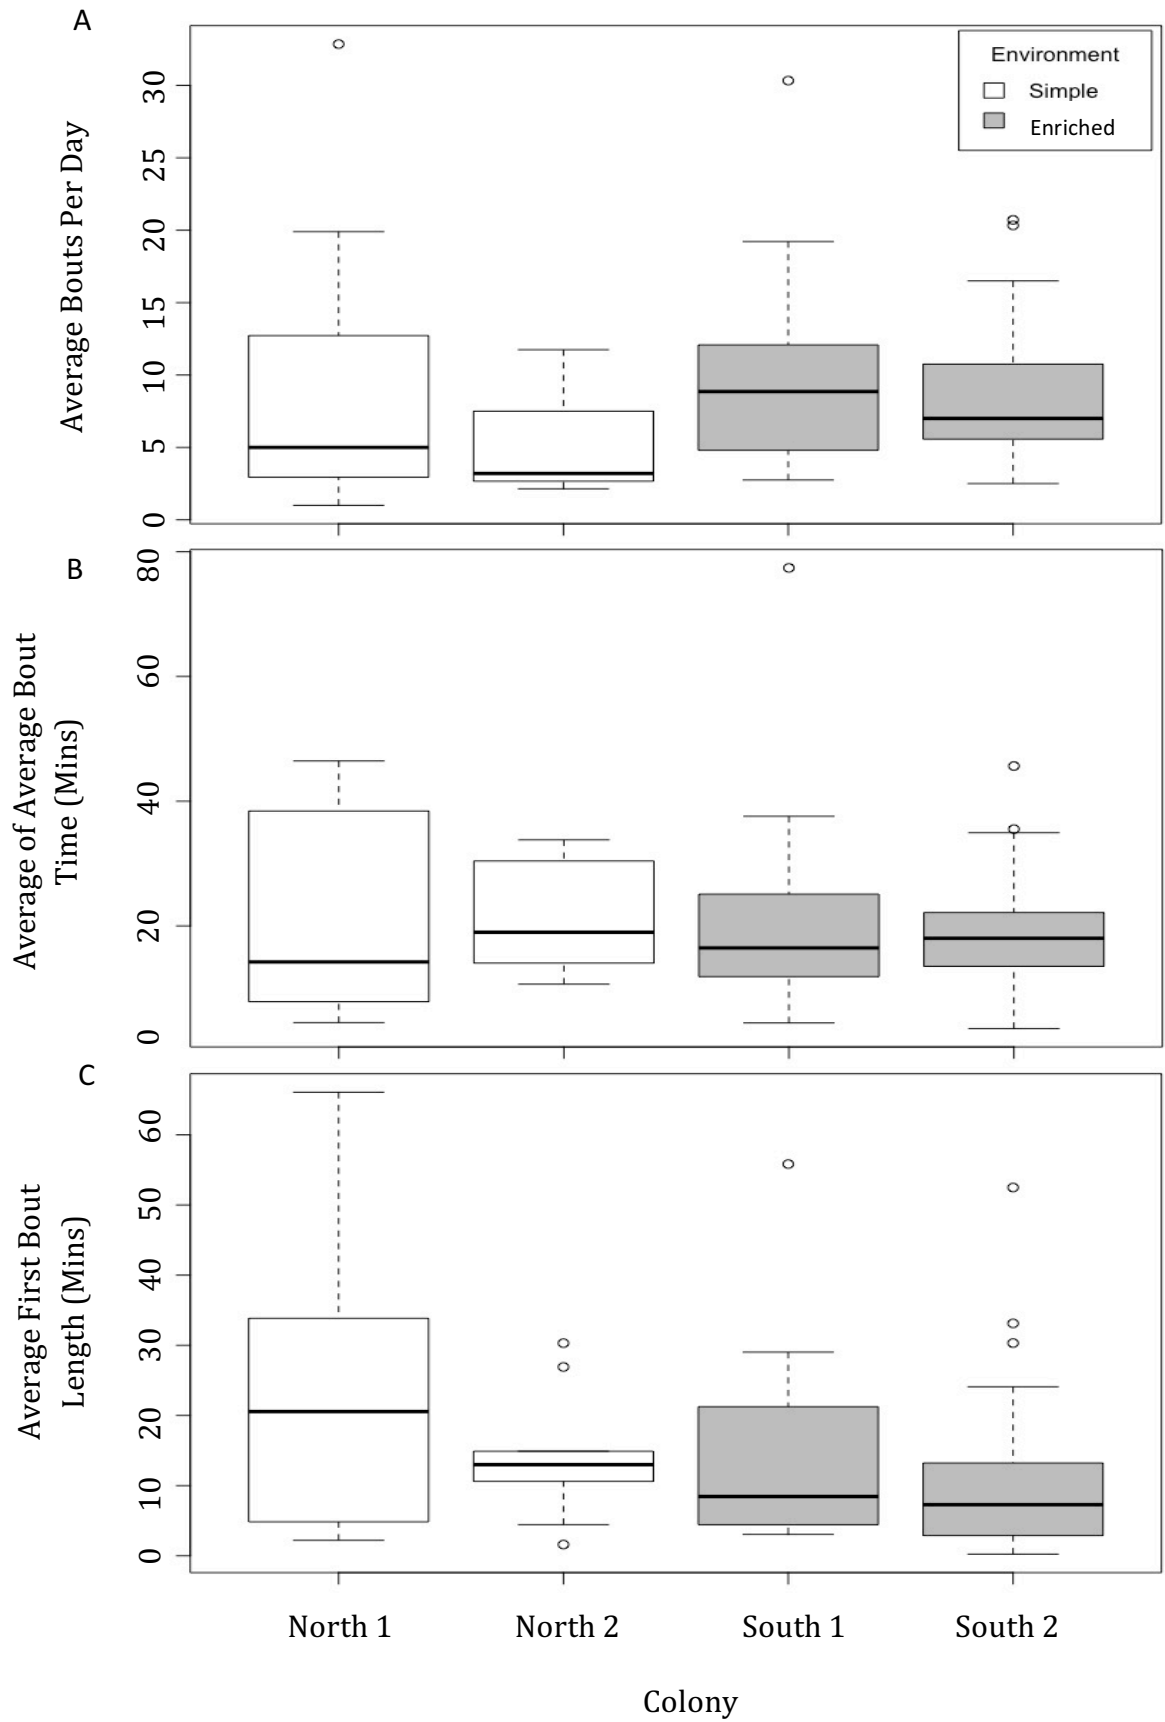 A
Environment
Simple
Enriched
Average Bouts Per Day
30
25
20
15
10
5
0
B
Average of Average Bout
Time (Mins)
80
60
40
20
0
C
Average First Bout
Length (Mins)
60
50
40
30
20
10
0
North 1
North 2
South 1
South 2
Colony